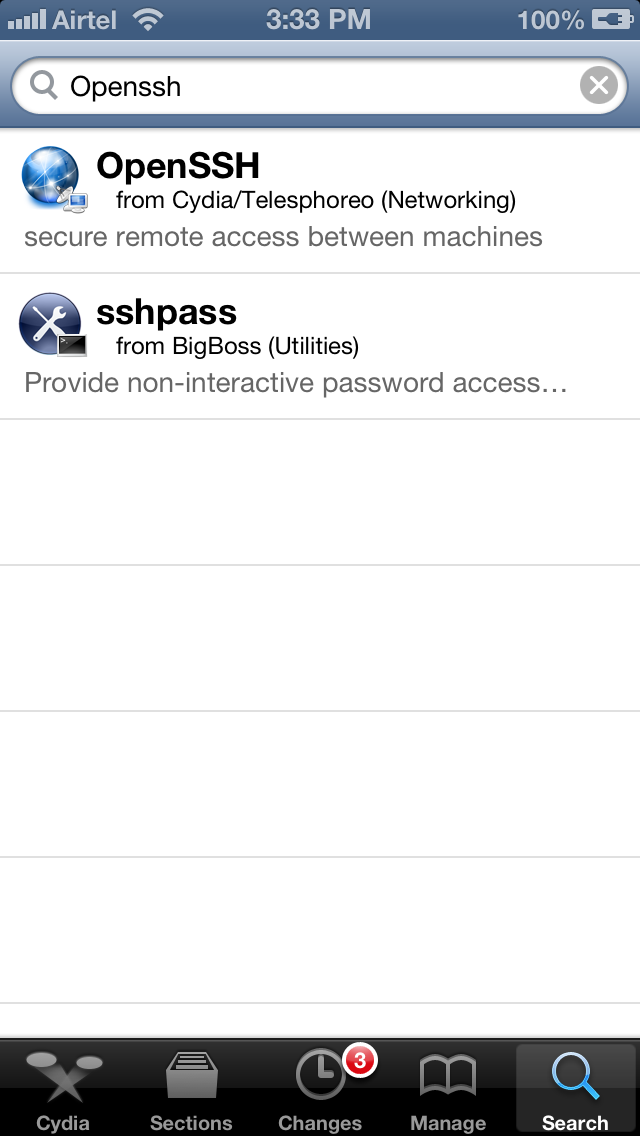 Airtel 3:33 PM 100%
Openssh
OpenSSH
from Cydia/Telesphoreo (Networking)
secure remote access between machines
sshpass
from BigBoss (Utilities)
Provide non-interactive password access…
3
Cydia Sections Changes Manage Search